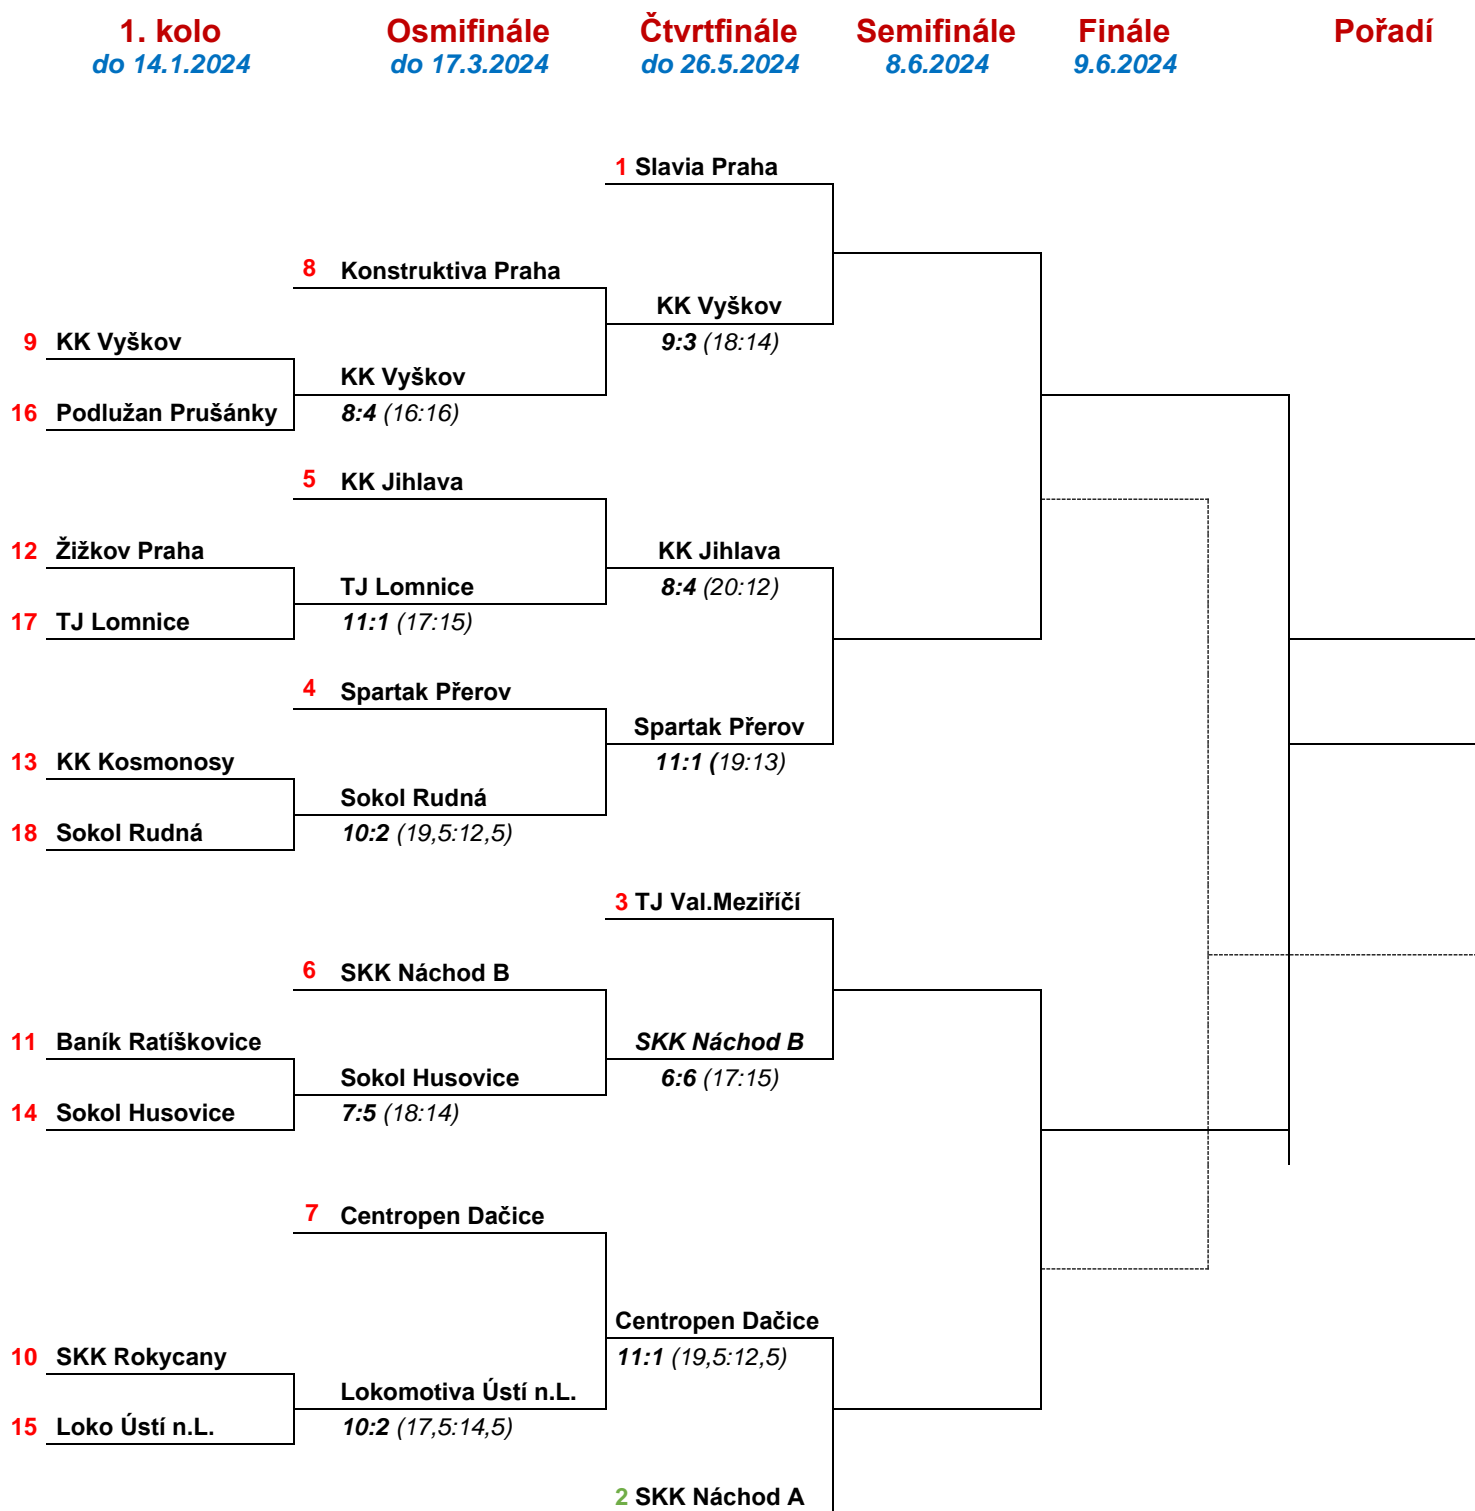 1. kolo Osmifinále Čtvrtfinále Semifinále Finále Pořadí
do 14.1.2024 do 17.3.2024 do 26.5.2024 8.6.2024 9.6.2024
1 Slavia Praha
8 Konstruktiva Praha
KK Vyškov
9 KK Vyškov 9:3 (18:14)
KK Vyškov
16 Podlužan Prušánky 8:4 (16:16)
5 KK Jihlava
12 Žižkov Praha KK Jihlava
TJ Lomnice 8:4 (20:12)
17 TJ Lomnice 11:1 (17:15)
4 Spartak Přerov
Spartak Přerov
13 KK Kosmonosy 11:1 (19:13)
Sokol Rudná
18 Sokol Rudná 10:2 (19,5:12,5)
3 TJ Val.Meziříčí
6 SKK Náchod B
11 Baník Ratíškovice SKK Náchod B
Sokol Husovice 6:6 (17:15)
14 Sokol Husovice 7:5 (18:14)
7 Centropen Dačice
Centropen Dačice
10 SKK Rokycany 11:1 (19,5:12,5)
Lokomotiva Ústí n.L.
15 Loko Ústí n.L. 10:2 (17,5:14,5)
2 SKK Náchod A